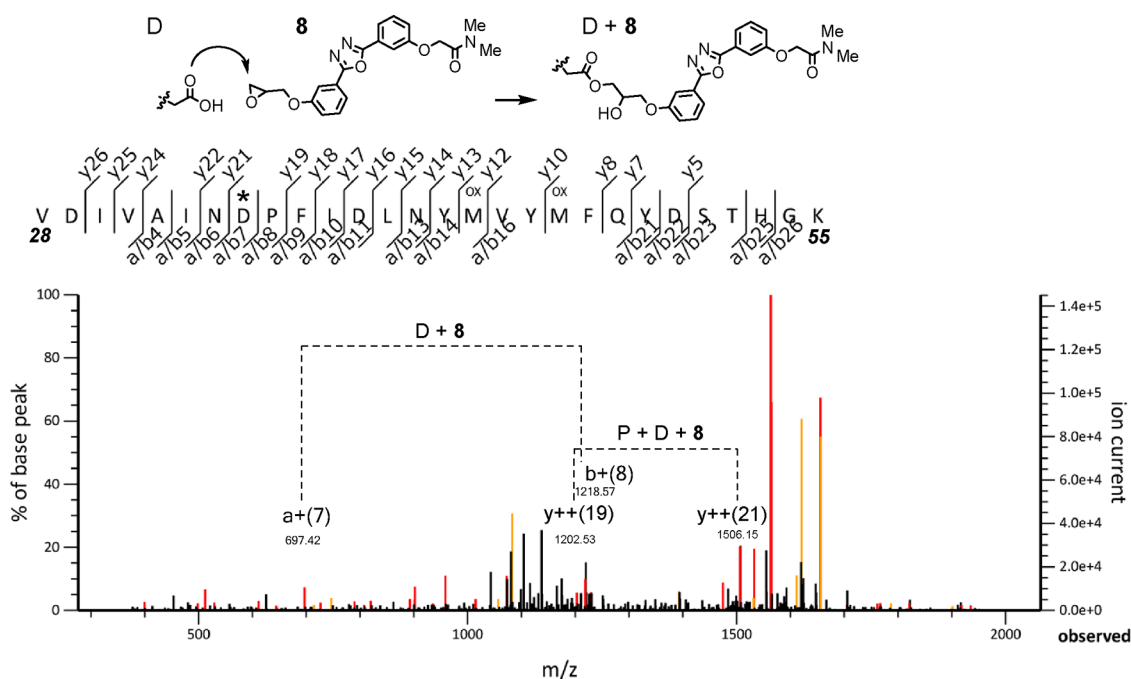 D 8 D + 8
Me
N N O N Me
O O
O OH O O
N N O N Me
Me
O O O
O OH O
y26 y25 y24 y22 y21 y19 y18 y17 y16 y15 y14 y13 y12 y10 y8 y7 y5
* OX OX
V D I V A I N D P F I D L N Y M V Y M F Q Y D S T H G K
28 55
a/b4 a/b5 a/b6 a/b7 a/b8 a/b9 a/b10 a/b11 a/b13 a/b14 a/b16 a/b21 a/b22 a/b23 a/b25 a/b26
100
80
60
40
20
0
% of base peak
1.4e+5
1.2e+5
1.0e+5
8.0e+4
6.0e+4
4.0e+4
2.0e+4
0.0e+0
ion current
D + 8
P + D + 8
b+(8)
1218.57
a+(7)
697.42
y++(19)
1202.53
y++(21)
1506.15
500 1000 1500 2000 observed
m/z